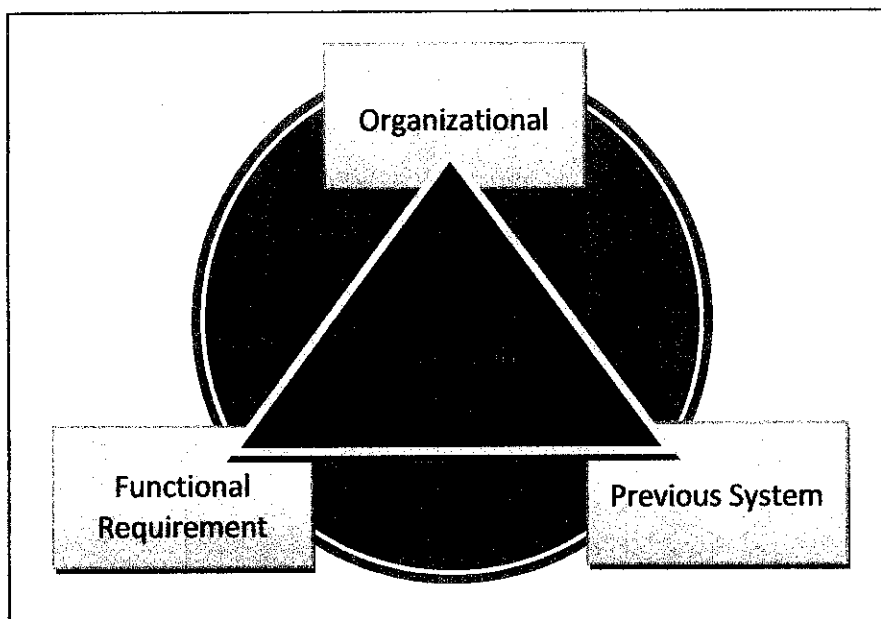 Organizational
Functional
Requirement
Previous System